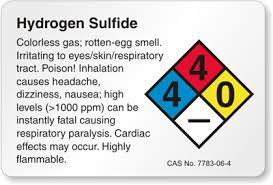 Hydrogen Sulfide
Colorless gas; rotten-egg smell.
Irritating to eyes/skin/respiratory
tract. Poison! Inhalation
causes headache,
dizziness, nausea; high
levels (>1000 ppm) can be
instantly fatal causing
respiratory paralysis. Cardiac
effects may occur. Highly
flammable.
4
4 0
–
CAS No. 7783-06-4